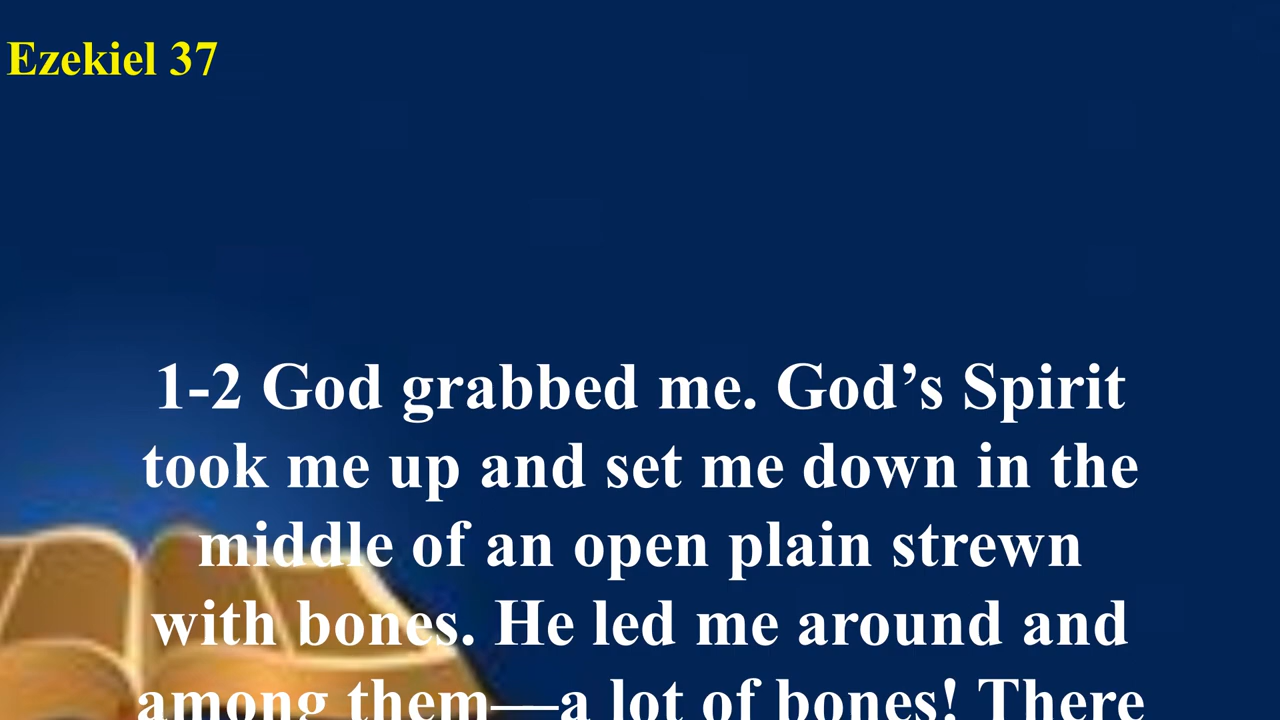 Ezekiel 37
1-2 God grabbed me. God’s Spirit
took me up and set me down in the
middle of an open plain strewn
with bones. He led me around and
among them—a lot of bones! There